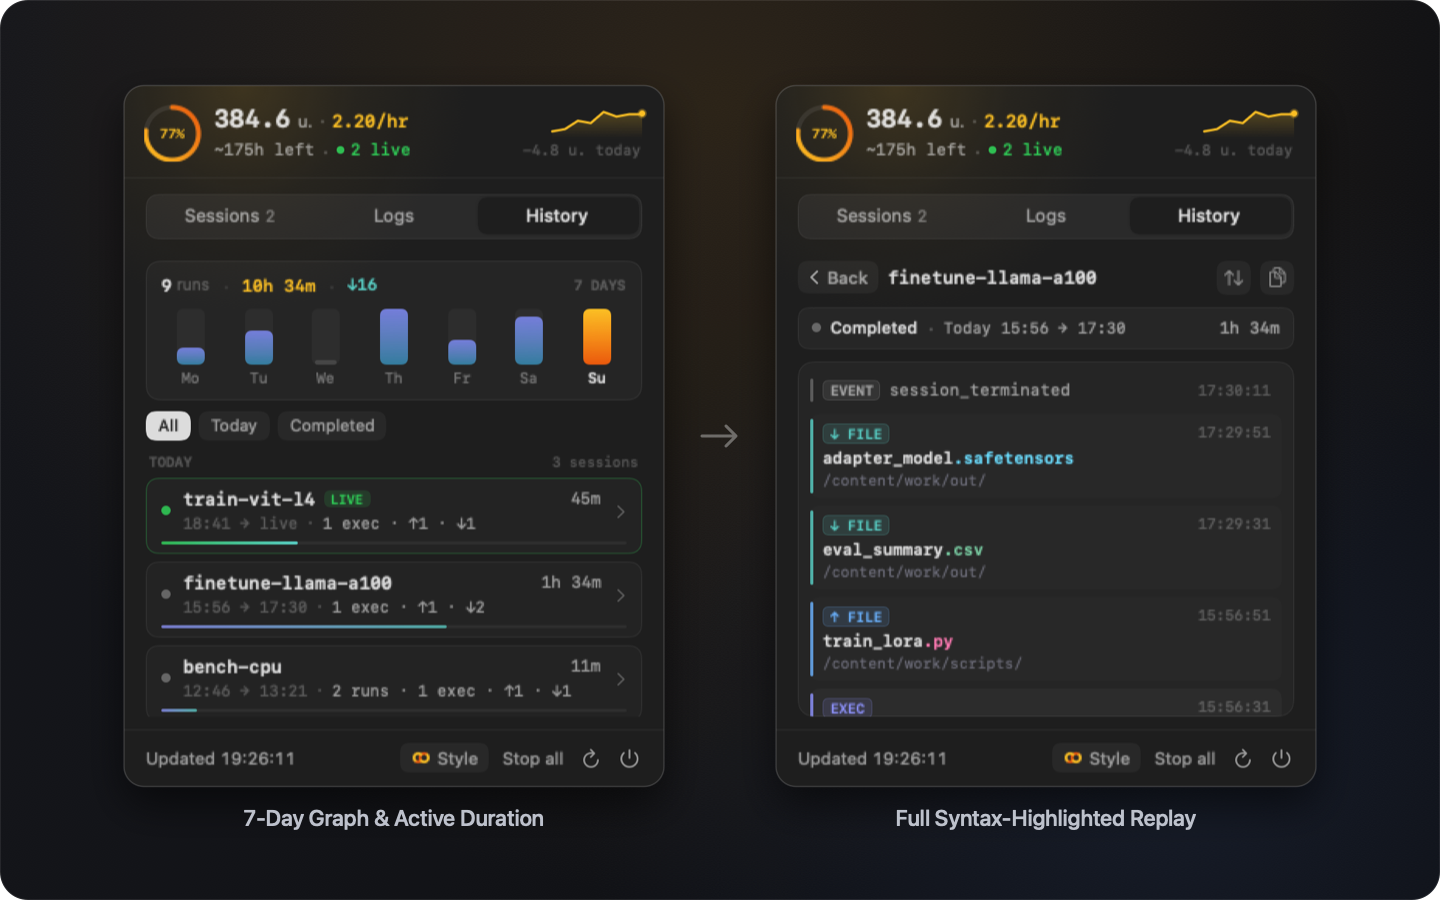 77%
384.6 u. · 2.20/hr
~175h left · 2 live
−4.8 u. today
Sessions 2
Logs
History
9 runs · 10h 34m · ↓16
7 DAYS
Mo Tu We Th Fr Sa Su
All Today Completed
TODAY
3 sessions
train-vit-l4 LIVE
45m
18:41 → live · 1 exec · ↑1 · ↓1
finetune-llama-a100
1h 34m
15:56 → 17:30 · 1 exec · ↑1 · ↓2
bench-cpu
11m
12:46 → 13:21 · 2 runs · 1 exec · ↑1 · ↓1
Updated 19:26:11
Style
Stop all
7-Day Graph & Active Duration
→
77%
384.6 u. · 2.20/hr
~175h left · 2 live
−4.8 u. today
Sessions 2
Logs
History
Back
finetune-llama-a100
Completed · Today 15:56 → 17:30
1h 34m
EVENT session_terminated
17:30:11
↓ FILE
17:29:51
adapter_model.safetensors
/content/work/out/
↓ FILE
17:29:31
eval_summary.csv
/content/work/out/
↑ FILE
15:56:51
train_lora.py
/content/work/scripts/
EXEC
15:56:31
Updated 19:26:11
Style
Stop all
Full Syntax-Highlighted Replay